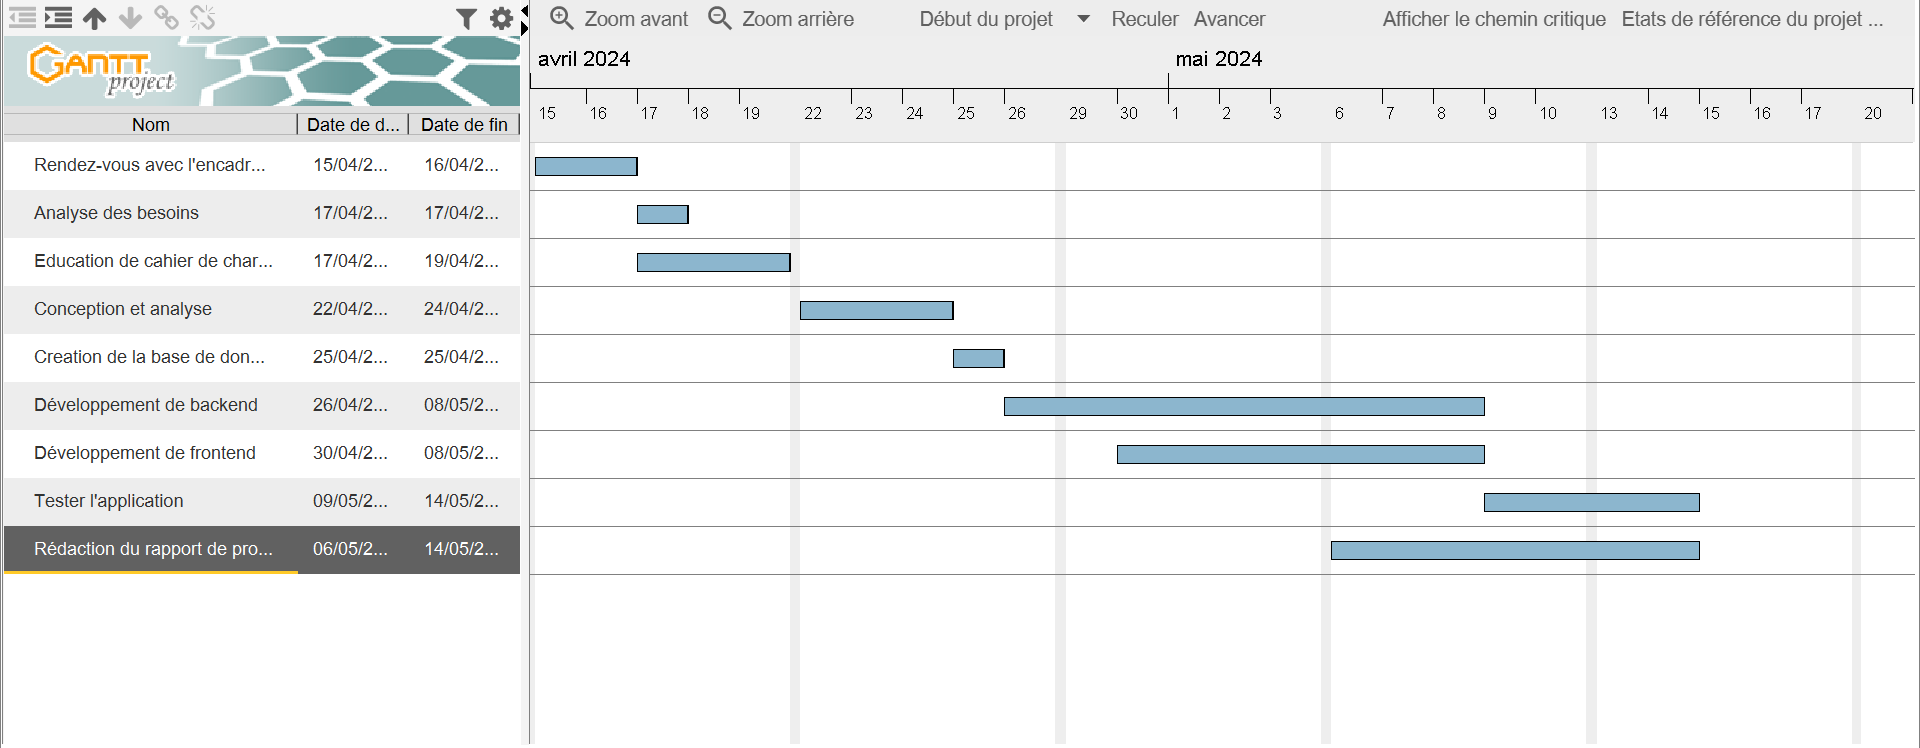 Zoom avant Zoom arrière Début du projet Reculer Avancer Afficher le chemin critique Etats de référence du projet ...
GANTT
project
avril 2024 mai 2024
15 16 17 18 19 22 23 24 25 26 29 30 1 2 3 6 7 8 9 10 13 14 15 16 17 20
Nom Date de d... Date de fin
Rendez-vous avec l'encadr... 15/04/2... 16/04/2...
Analyse des besoins 17/04/2... 17/04/2...
Education de cahier de char... 17/04/2... 19/04/2...
Conception et analyse 22/04/2... 24/04/2...
Creation de la base de don... 25/04/2... 25/04/2...
Développement de backend 26/04/2... 08/05/2...
Développement de frontend 30/04/2... 08/05/2...
Tester l'application 09/05/2... 14/05/2...
Rédaction du rapport de pro... 06/05/2... 14/05/2...